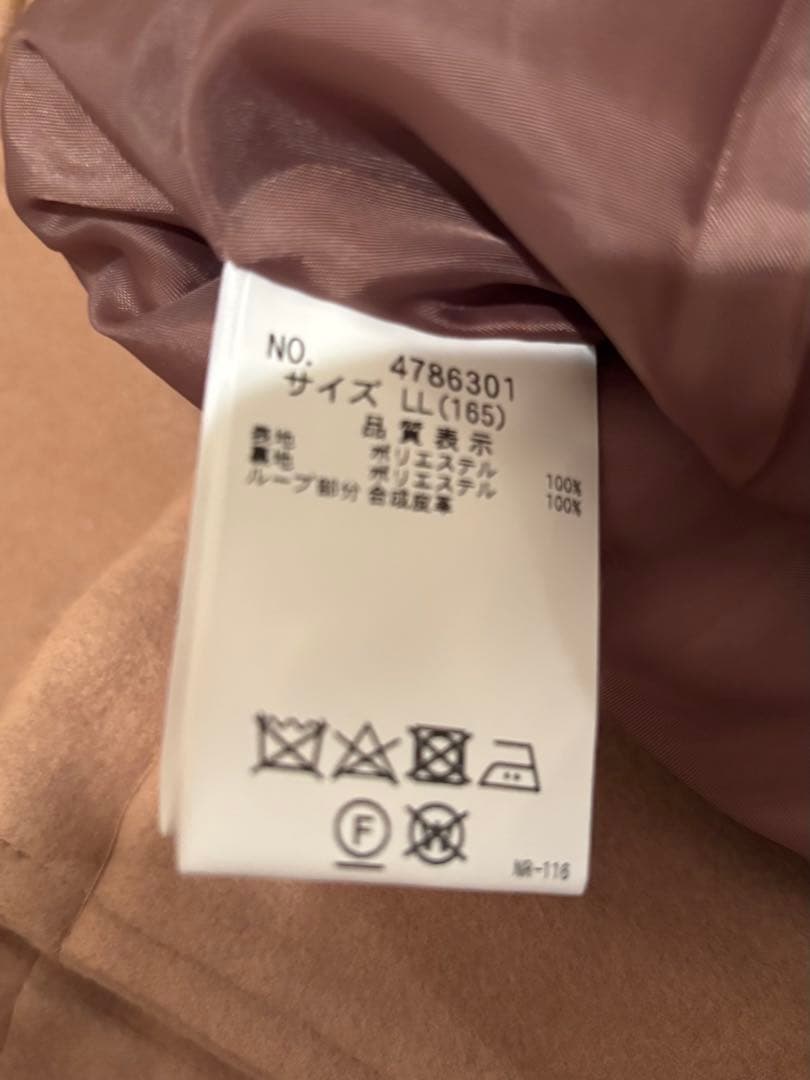 NO. 4786301
サイズ LL(165)
品質表示
表地 ポリエステル 100%
裏地 ポリエステル 100%
ループ部分 合成皮革
F
W
NR-116